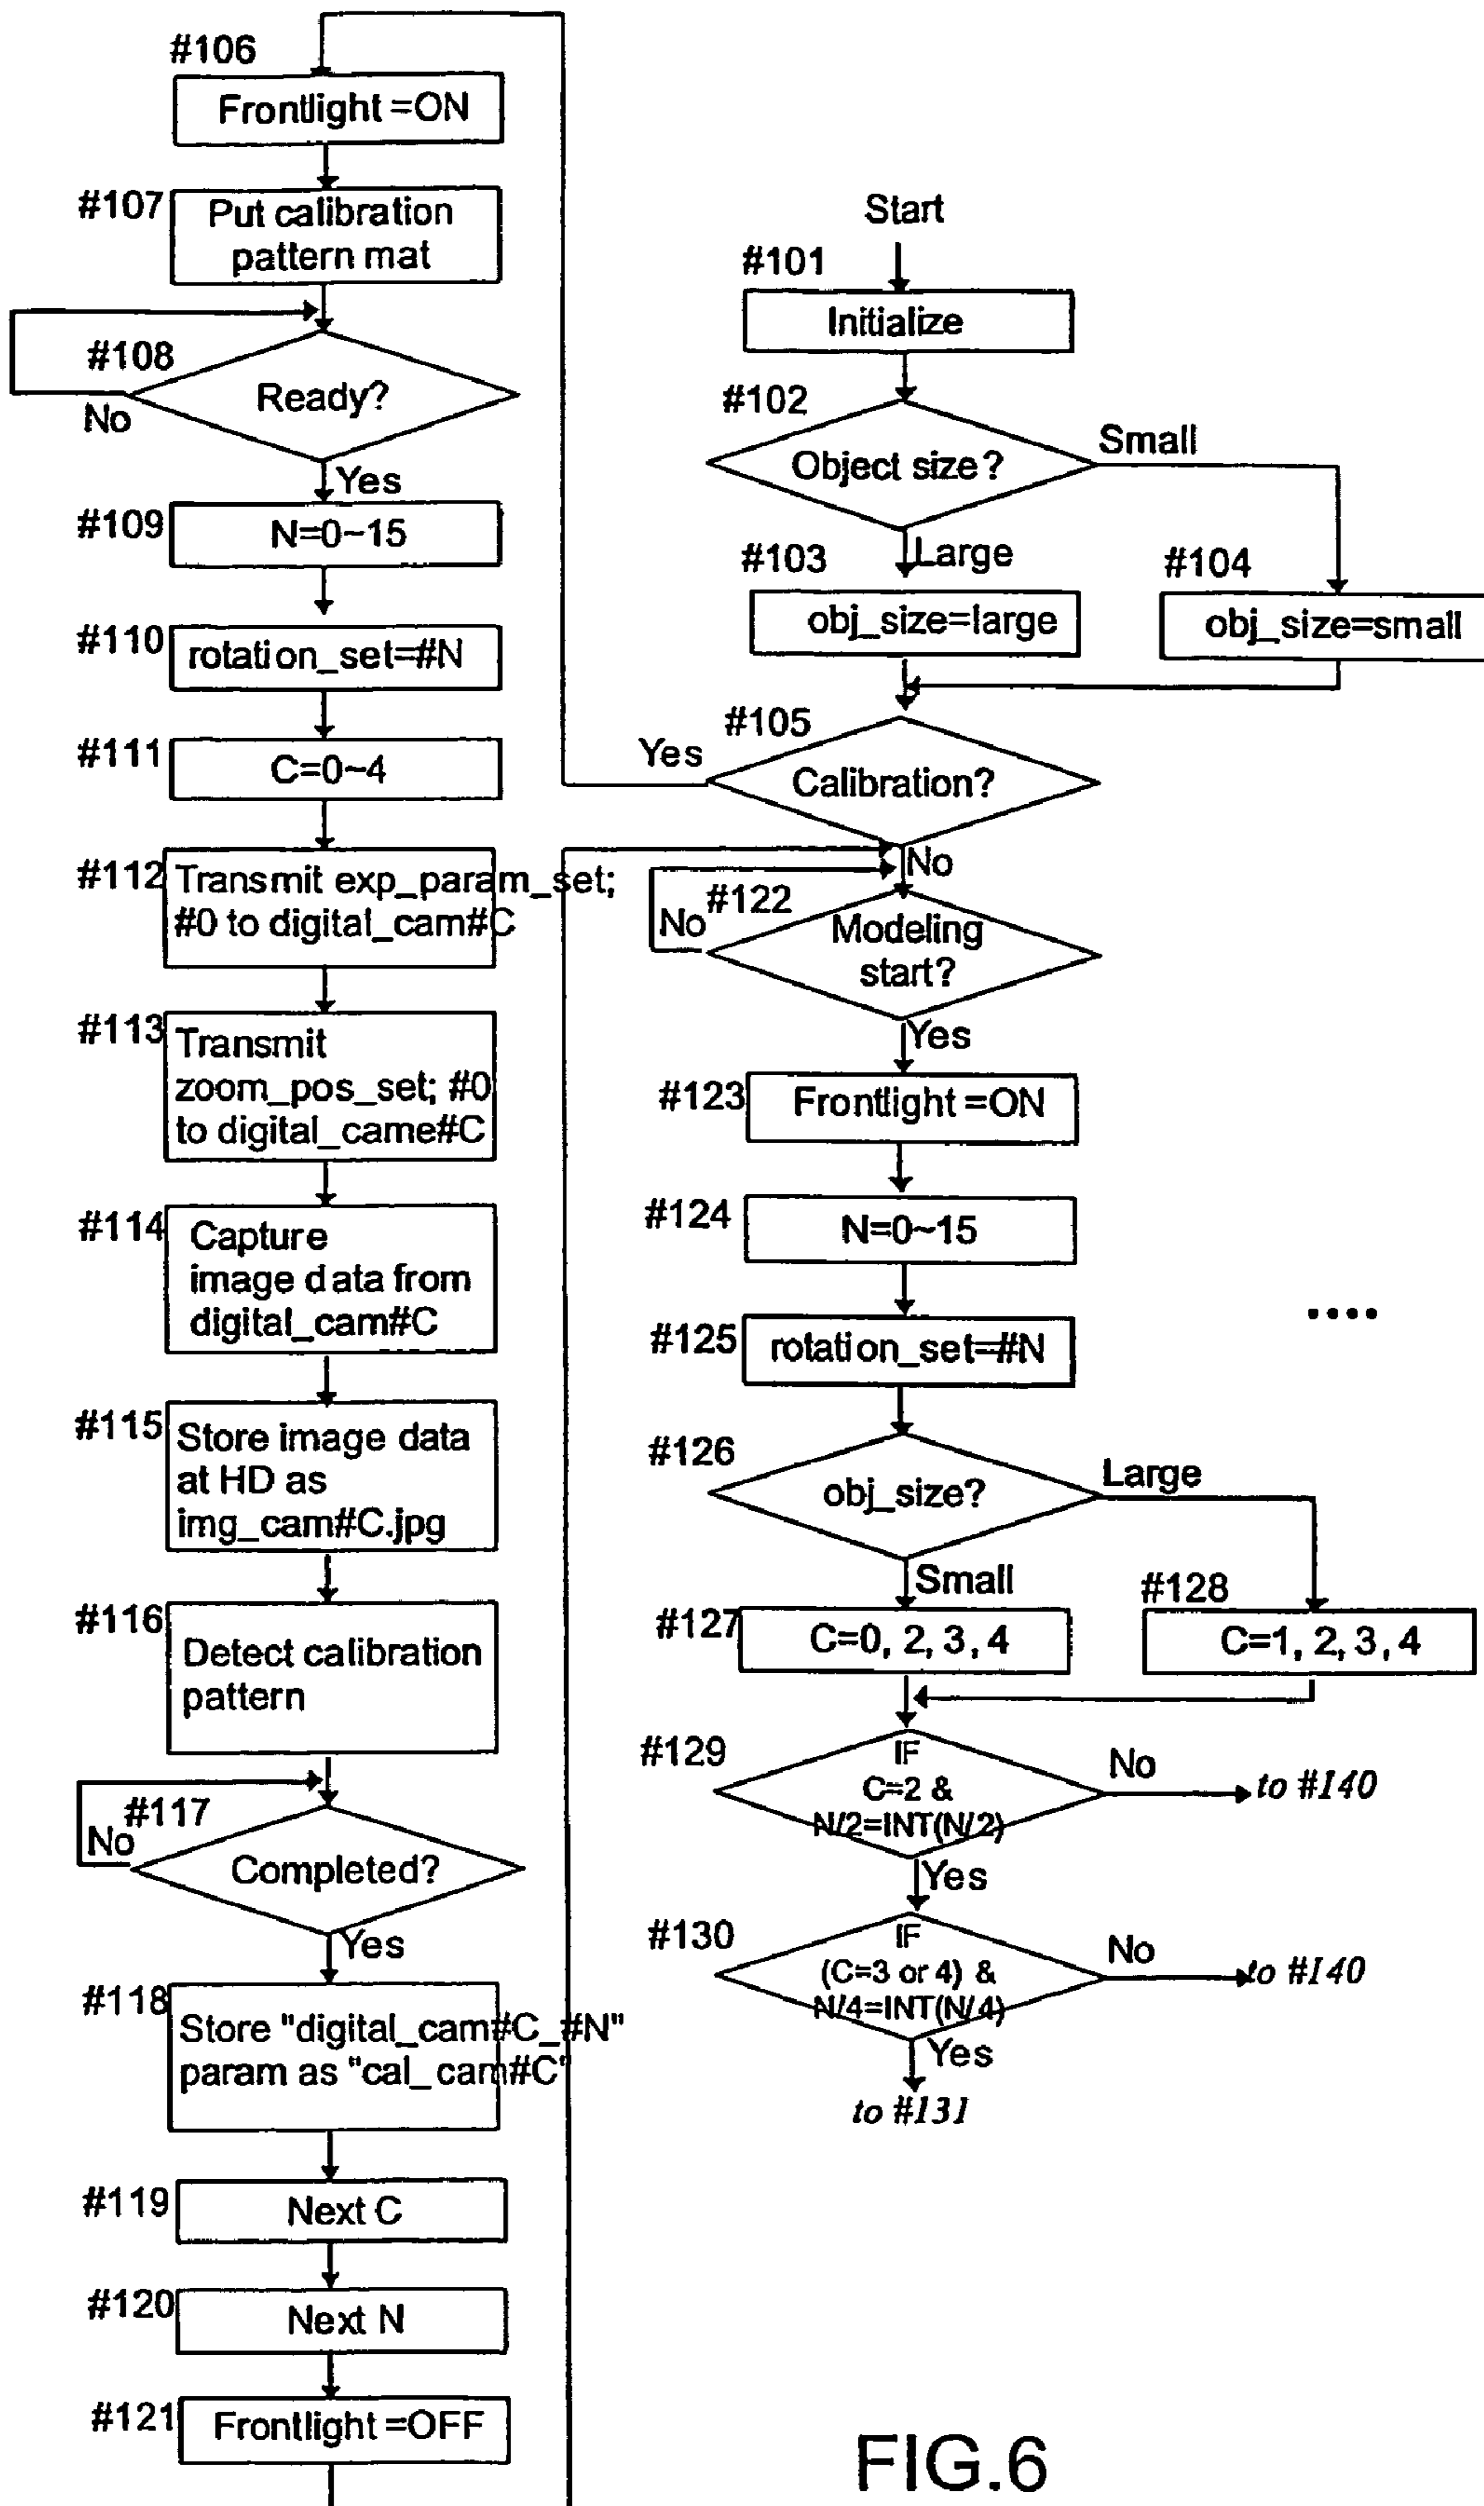 #106
Frontlight =ON
#107
Put calibration
pattern mat
#108
Ready?
No
Yes
#109
N=0~15
#110
rotation_set=#N
#111
C=0~4
#112
Transmit exp_param_set;
#0 to digital_cam#C
#113
Transmit
zoom_pos_set; #0
to digital_came#C
#114
Capture
image data from
digital_cam#C
#115
Store image data
at HD as
img_cam#C.jpg
#116
Detect calibration
pattern
#117
No
Completed?
Yes
#118
Store "digital_cam#C_#N"
param as "cal_cam#C"
#119
Next C
#120
Next N
#121
Frontlight =OFF
Start
#101
Initialize
#102
Object size?
Small
Large
#103
obj_size=large
#104
obj_size=small
#105
Yes
Calibration?
No
#122
No
Modeling
start?
Yes
#123
Frontlight =ON
#124
N=0~15
#125
rotation_set=#N
....
#126
obj_size?
Large
Small
#127
C=0, 2, 3, 4
#128
C=1, 2, 3, 4
#129
IF
C=2 &
N/2=INT(N/2)
No
to #140
Yes
#130
IF
(C=3 or 4) &
N/4=INT(N/4)
No
to #140
Yes
to #131
FIG.6